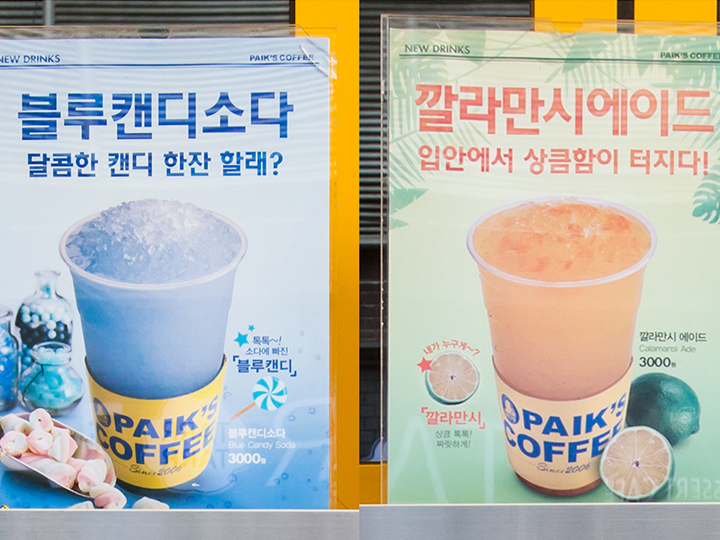 NEW DRINKS
PAIK'S COFFEE
블루캔디소다
달콤한 캔디 한잔 할래?
톡톡~!
소다에 빠진
「블루캔디」
PAIK'S
COFFEE
Since 2006
블루캔디소다
Blue Candy Soda
3000원
NEW DRINKS
PAIK'S COFFEE
깔라만시에이드
입안에서 상큼함이 터지다!
내가 누구게~?
「깔라만시」
상큼 톡톡!
짜릿하게!
PAIK'S
COFFEE
Since 2006
깔라만시 에이드
Calamansi Ade
3000원